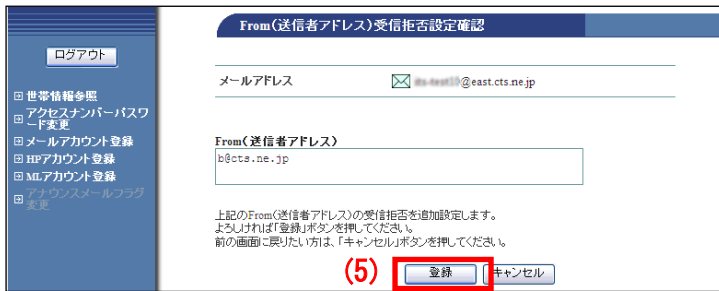 From(送信者アドレス)受信拒否設定確認
ログアウト
世帯情報参照
アクセスナンバーパスワ
ード変更
メールアカウント登録
HPアカウント登録
MLアカウント登録
アナウンスメールフラグ
変更
メールアドレス
@east.cts.ne.jp
From(送信者アドレス)
b@cts.ne.jp
上記のFrom(送信者アドレス)の受信拒否を追加設定します。
よろしければ「登録」ボタンを押してください。
前の画面に戻りたい方は、「キャンセル」ボタンを押してください。
(5)
登録
キャンセル